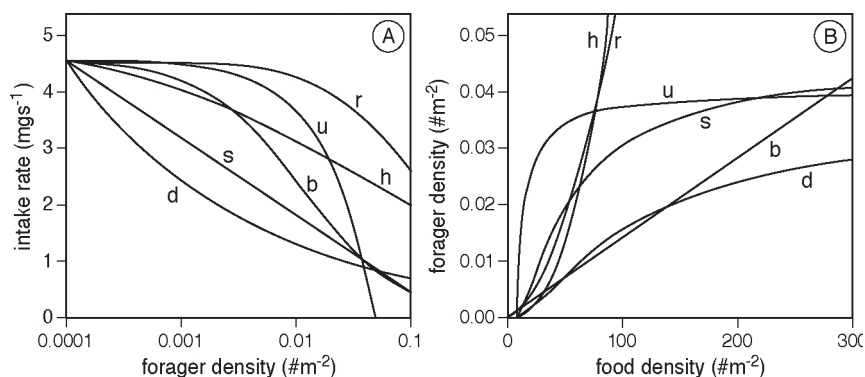 A
5
4
3
2
1
0
intake rate (mgs-1)
r
u
h
s
b
d
0.0001
0.001
0.01
0.1
forager density (#m-2)
B
0.05
0.04
0.03
0.02
0.01
0.00
forager density (#m-2)
h
r
u
s
b
d
0
100
200
300
food density (#m-2)